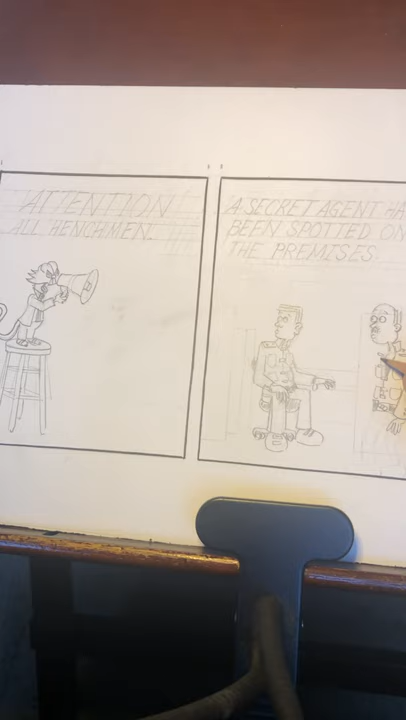 ATTENTION
ALL HENCHMEN.
A SECRET AGENT HA
BEEN SPOTTED ON
THE PREMISES.